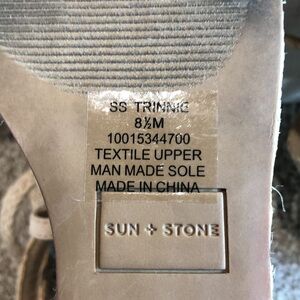 SS TRINNIE
8½M
10015344700
TEXTILE UPPER
MAN MADE SOLE
MADE IN CHINA
SUN + STONE